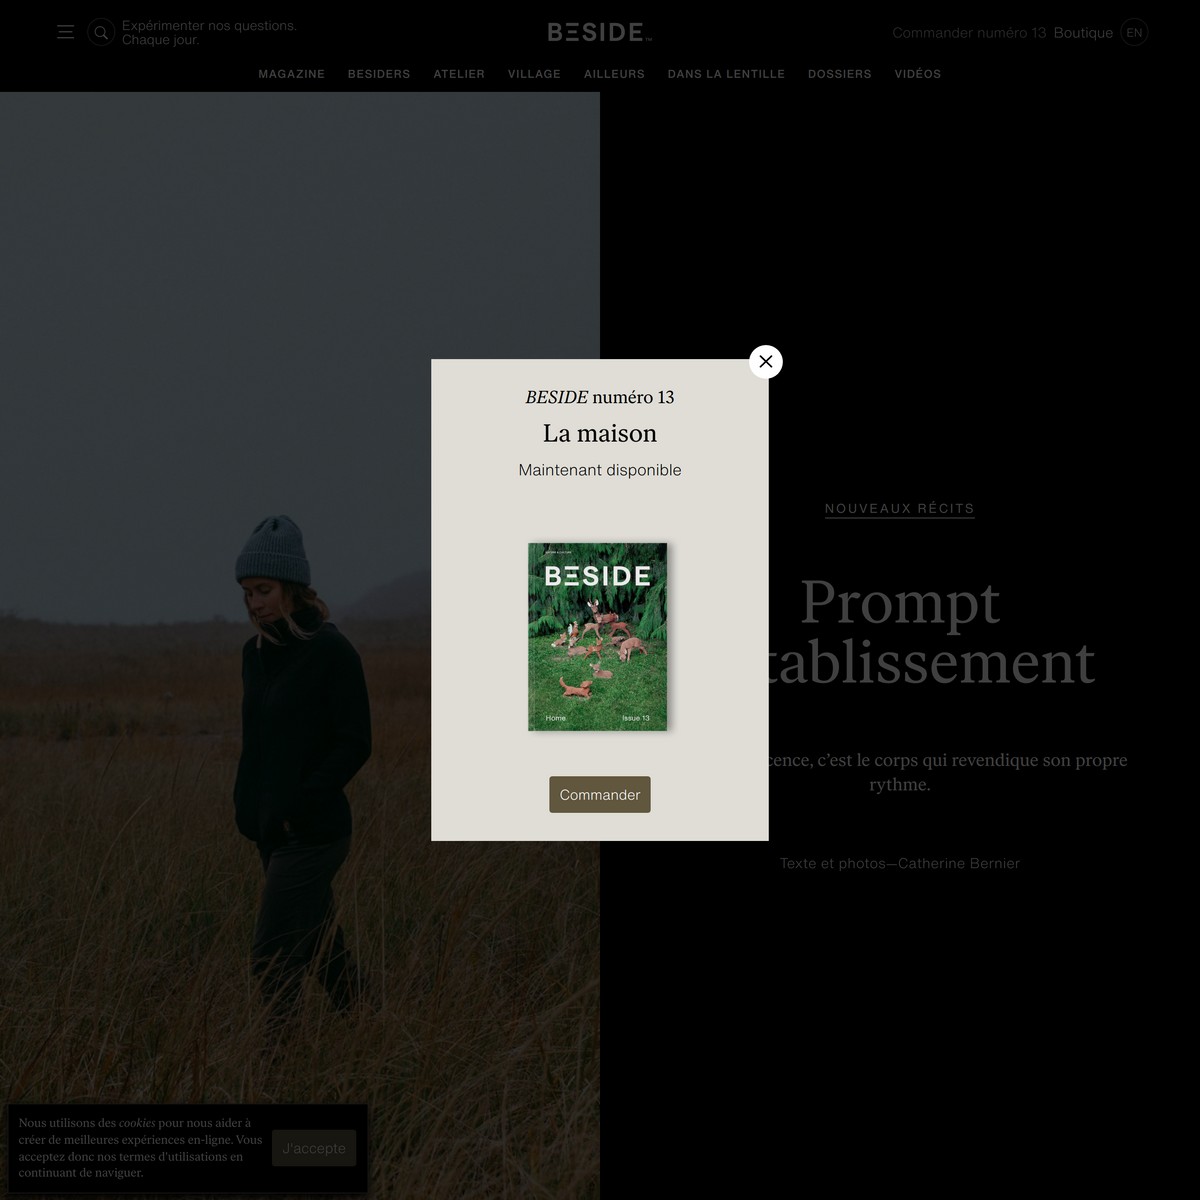 Expérimenter nos questions.
Chaque jour.
BESIDE™
Commander numéro 13 Boutique EN
MAGAZINE BESIDERS ATELIER VILLAGE AILLEURS DANS LA LENTILLE DOSSIERS VIDÉOS
BESIDE numéro 13
La maison
Maintenant disponible
BESIDE
Home Issue 13
Commander
NOUVEAUX RÉCITS
Prompt
tablissement
cence, c’est le corps qui revendique son propre
rythme.
Texte et photos—Catherine Bernier
Nous utilisons des cookies pour nous aider à
créer de meilleures expériences en-ligne. Vous
acceptez donc nos termes d'utilisations en
continuant de naviguer.
J'accepte